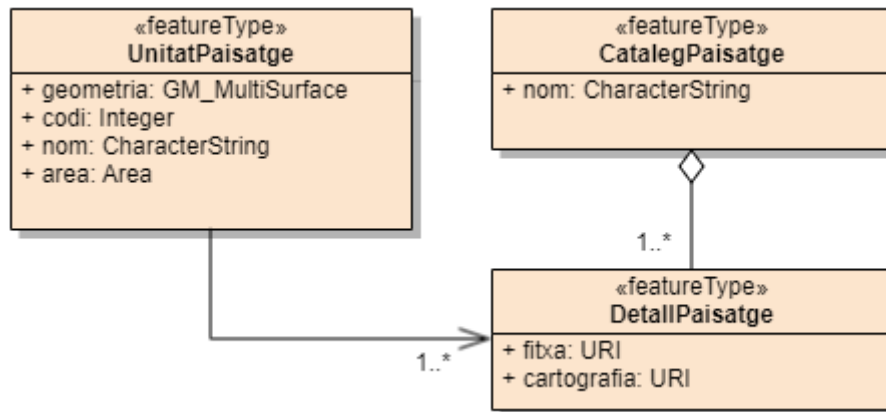 «featureType»
UnitatPaisatge
+ geometria: GM_MultiSurface
+ codi: Integer
+ nom: CharacterString
+ area: Area
«featureType»
CatalegPaisatge
+ nom: CharacterString
1..*
1..*
«featureType»
DetallPaisatge
+ fitxa: URI
+ cartografia: URI